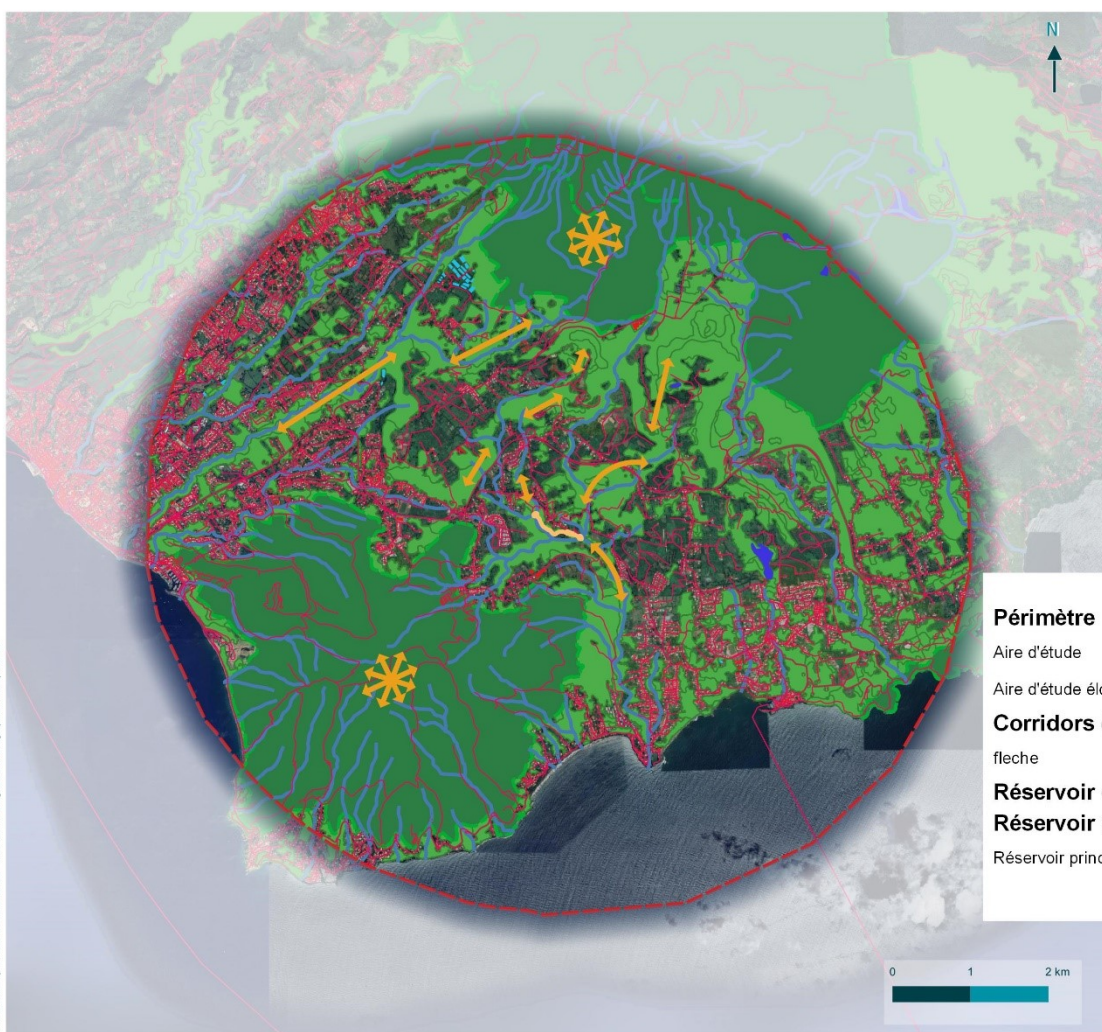 N
Périmètre
Aire d'étude
Aire d'étude élo
Corridors
fleche
Réservoir
Réservoir
Réservoir princ
0 1 2 km